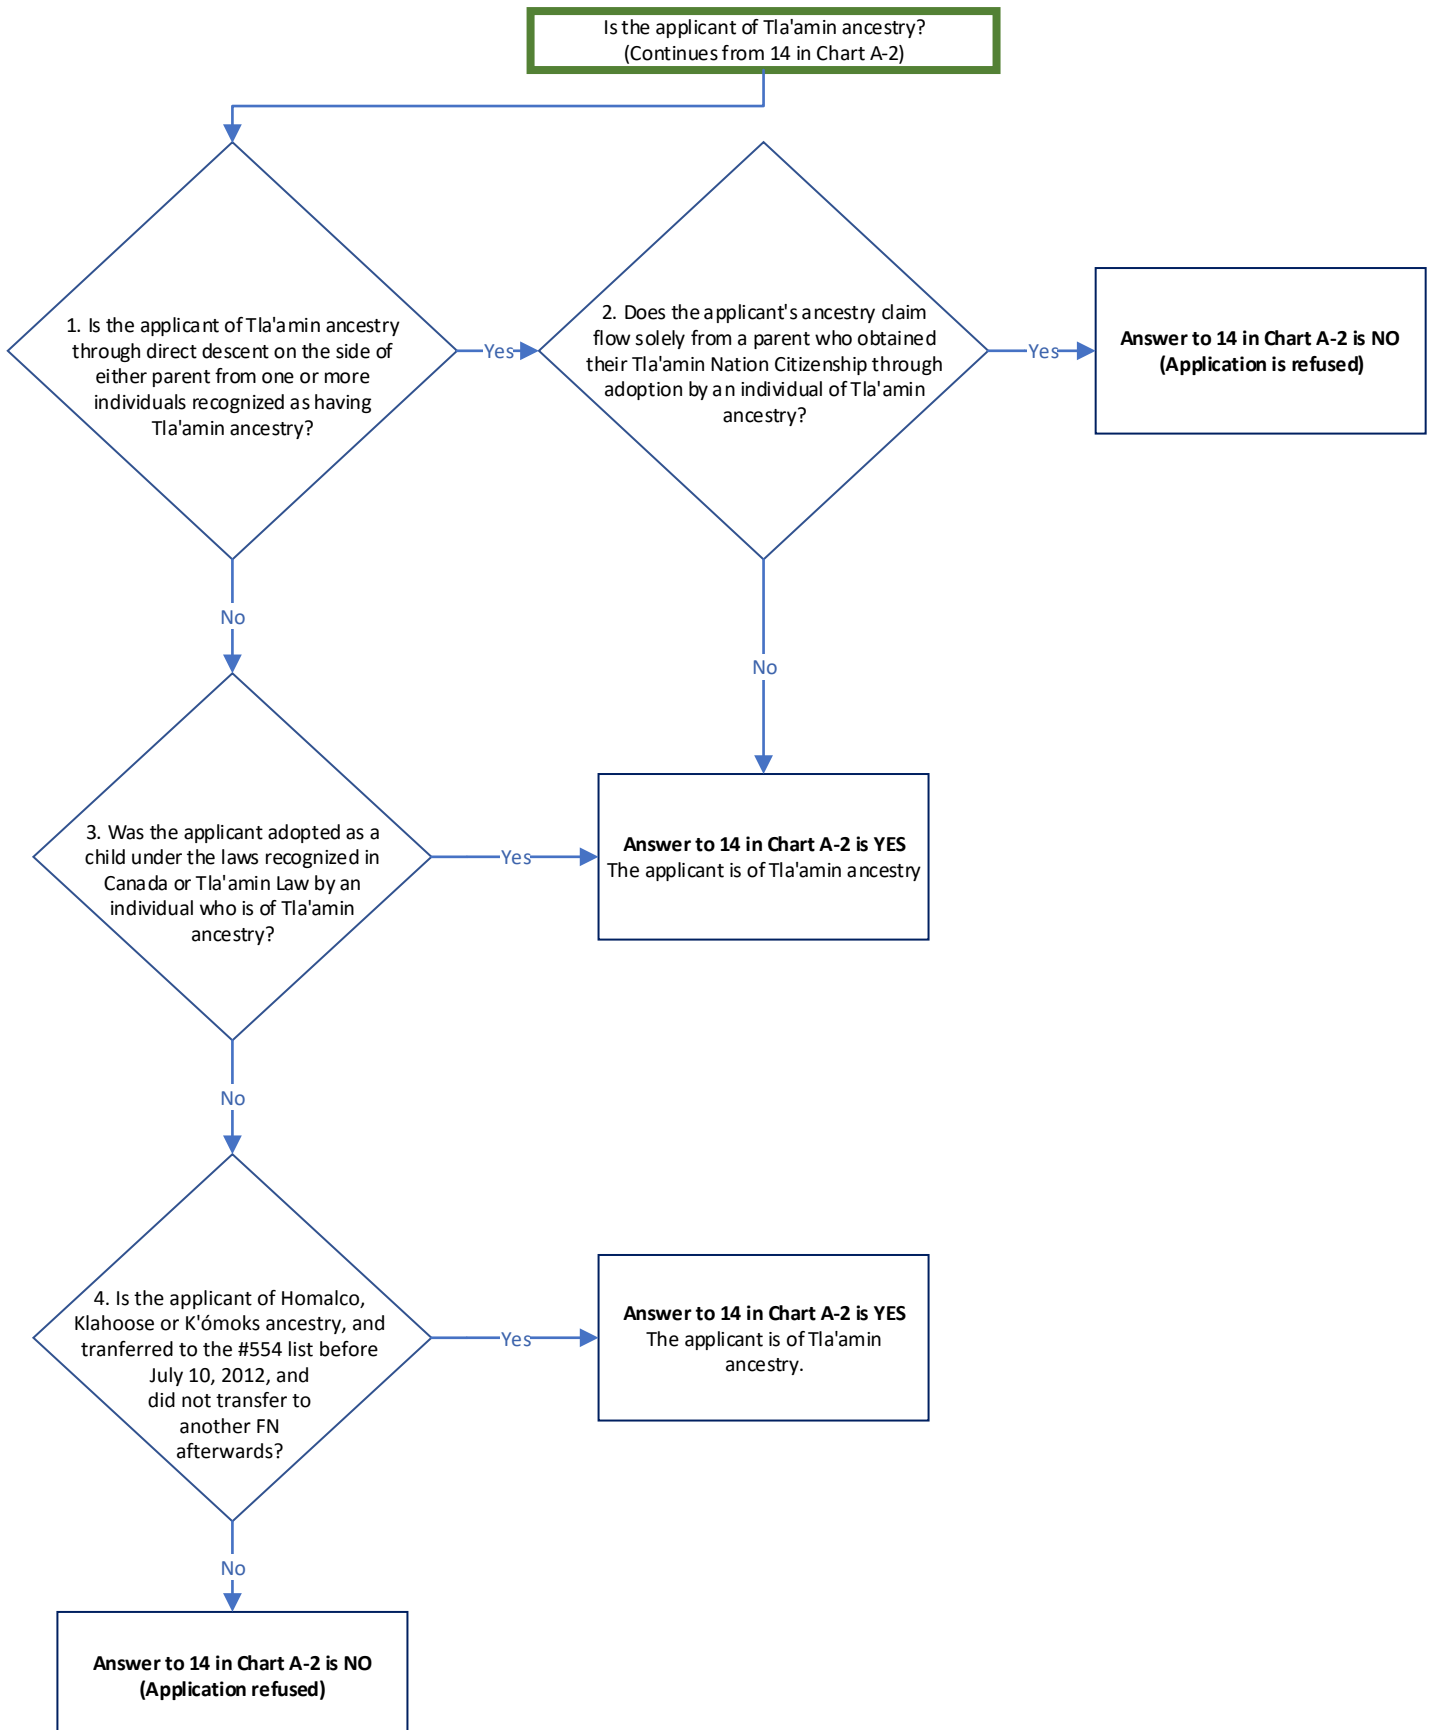 Is the applicant of Tla'amin ancestry?
(Continues from 14 in Chart A-2)
1. Is the applicant of Tla'amin ancestry
through direct descent on the side of
either parent from one or more
individuals recognized as having
Tla'amin ancestry?
Yes
2. Does the applicant's ancestry claim
flow solely from a parent who obtained
their Tla'amin Nation Citizenship through
adoption by an individual of Tla'amin
ancestry?
Yes
Answer to 14 in Chart A-2 is NO
(Application is refused)
No
No
3. Was the applicant adopted as a
child under the laws recognized in
Canada or Tla'amin Law by an
individual who is of Tla'amin
ancestry?
Yes
Answer to 14 in Chart A-2 is YES
The applicant is of Tla'amin ancestry
No
4. Is the applicant of Homalco,
Klahoose or K'ómoks ancestry, and
tranferred to the #554 list before
July 10, 2012, and
did not transfer to
another FN
afterwards?
Yes
Answer to 14 in Chart A-2 is YES
The applicant is of Tla'amin
ancestry.
No
Answer to 14 in Chart A-2 is NO
(Application refused)